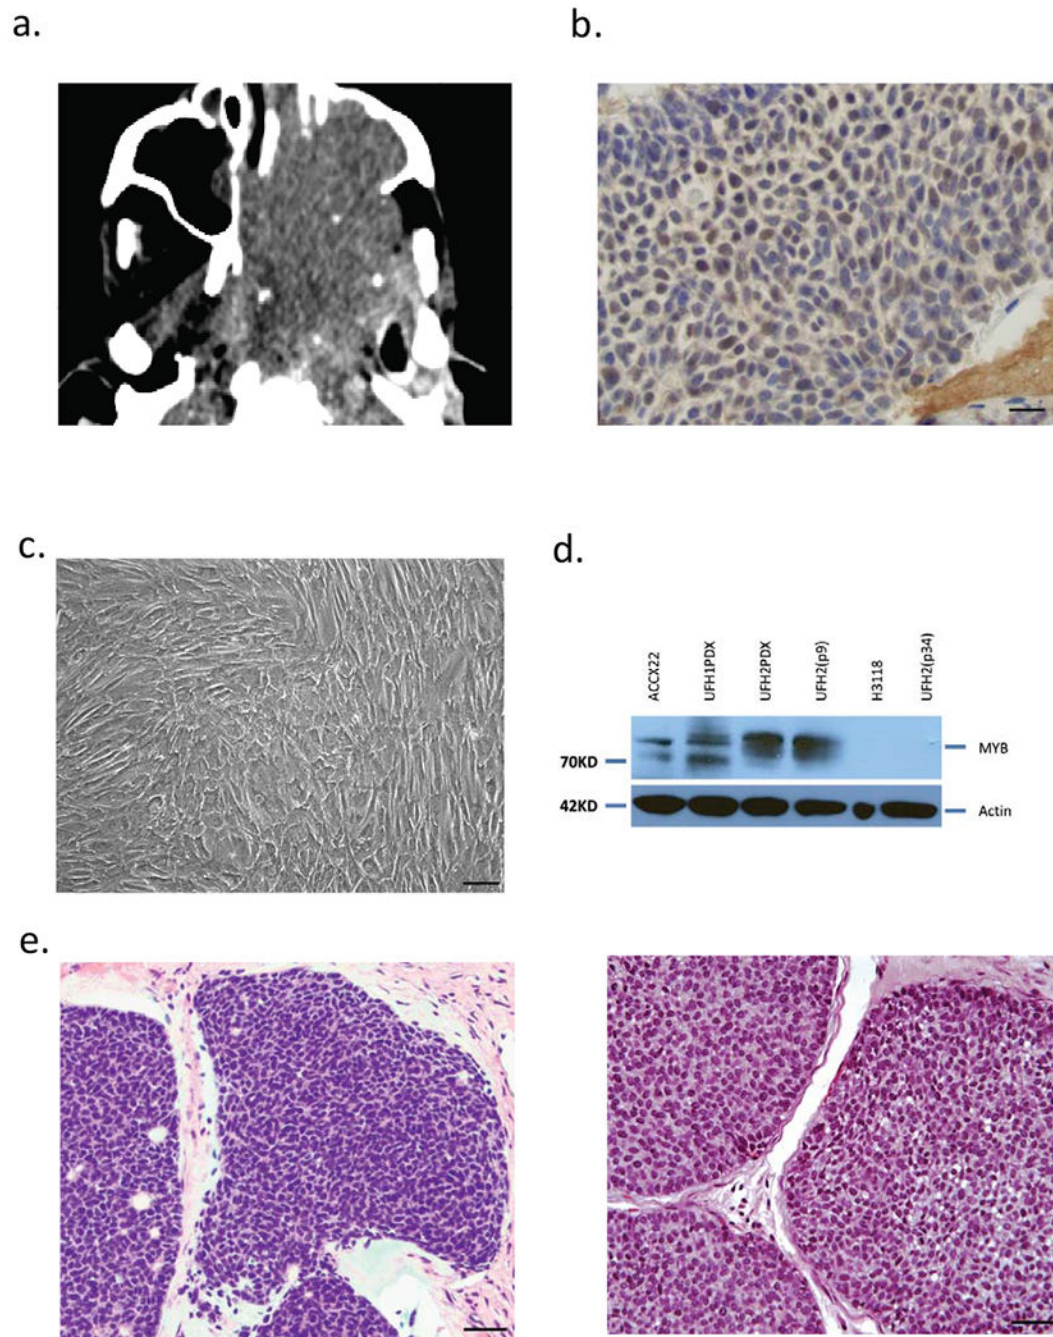 a.
b.
c.
d.
ACCX22
UFH1PDX
UFH2PDX
UFH2(p9)
H3118
UFH2(p34)
MYB
70KD
42KD
Actin
e.